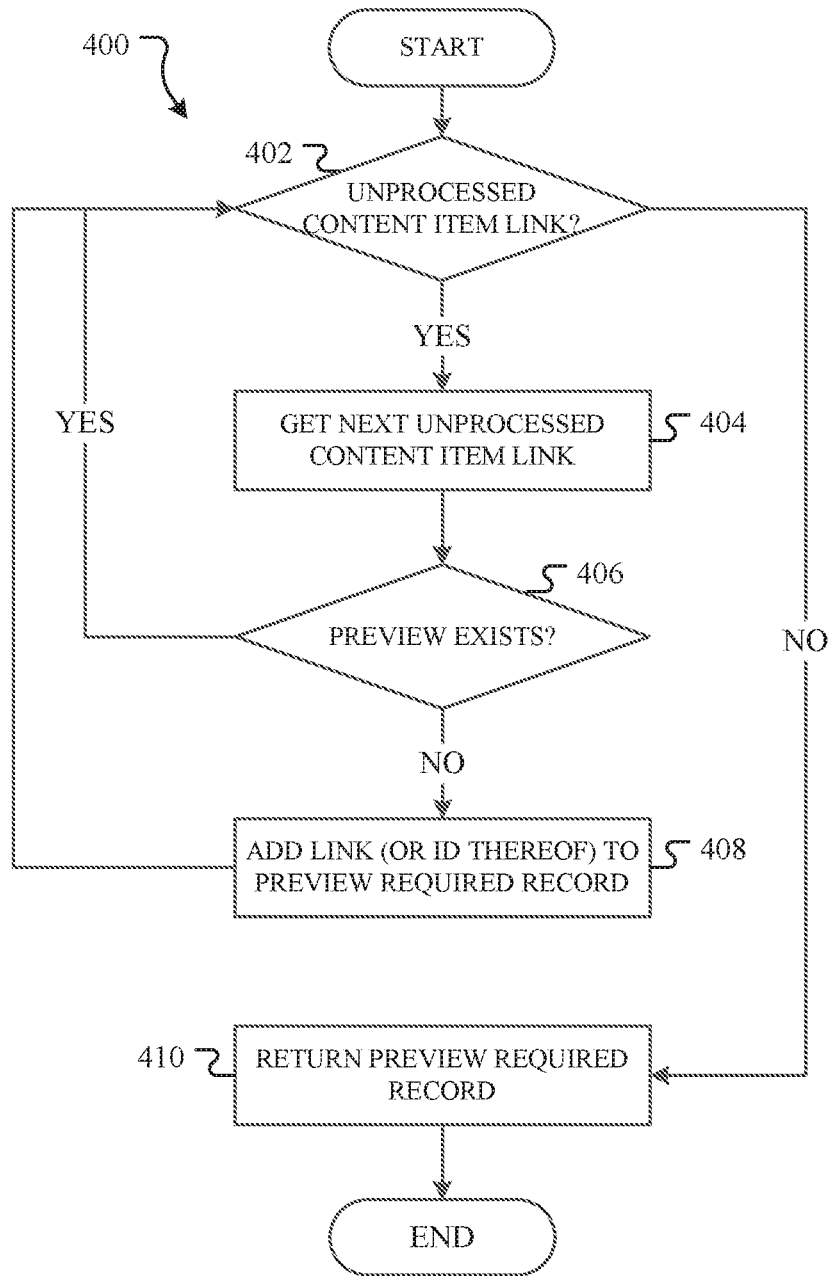 START
400
402
UNPROCESSED
CONTENT ITEM LINK?
YES
GET NEXT UNPROCESSED
CONTENT ITEM LINK
404
YES
406
PREVIEW EXISTS?
NO
NO
ADD LINK (OR ID THEREOF) TO
PREVIEW REQUIRED RECORD
408
410
RETURN PREVIEW REQUIRED
RECORD
END